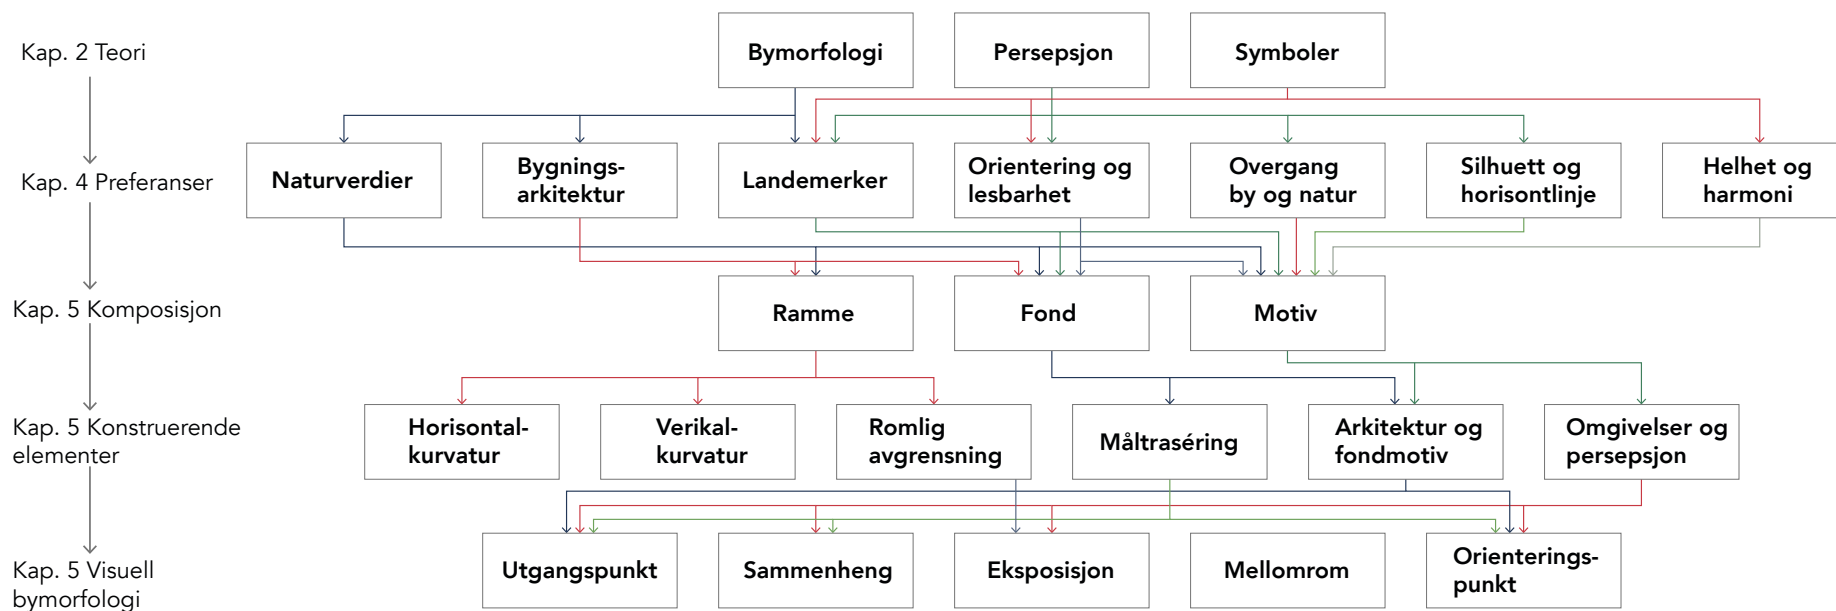 Kap. 2 Teori
Bymorfologi
Persepsjon
Symboler
Kap. 4 Preferanser
Naturverdier
Bygnings-
arkitektur
Landemerker
Orientering og
lesbarhet
Overgang
by og natur
Silhuett og
horisontlinje
Helhet og
harmoni
Kap. 5 Komposisjon
Ramme
Fond
Motiv
Kap. 5 Konstruerende
elementer
Horisontal-
kurvatur
Verikal-
kurvatur
Romlig
avgrensning
Måltraséring
Arkitektur og
fondmotiv
Omgivelser og
persepsjon
Kap. 5 Visuell
bymorfologi
Utgangspunkt
Sammenheng
Eksposisjon
Mellomrom
Orienterings-
punkt